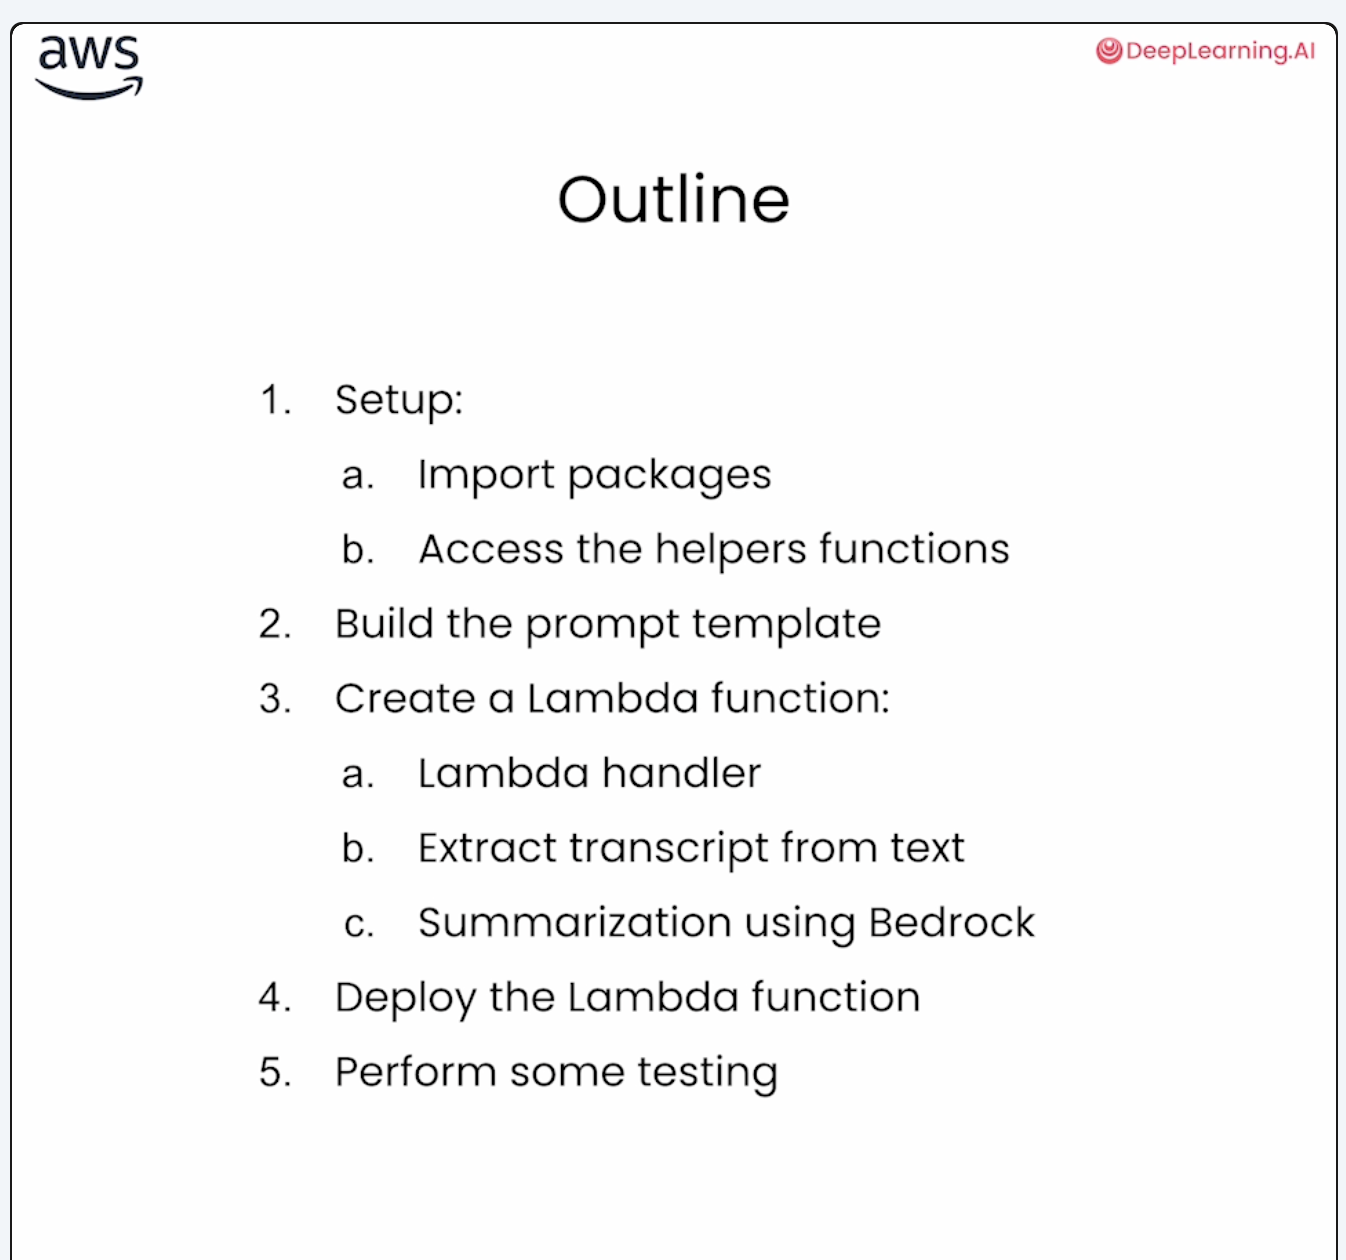 aws
DeepLearning.AI
Outline
1. Setup:
a. Import packages
b. Access the helpers functions
2. Build the prompt template
3. Create a Lambda function:
a. Lambda handler
b. Extract transcript from text
c. Summarization using Bedrock
4. Deploy the Lambda function
5. Perform some testing